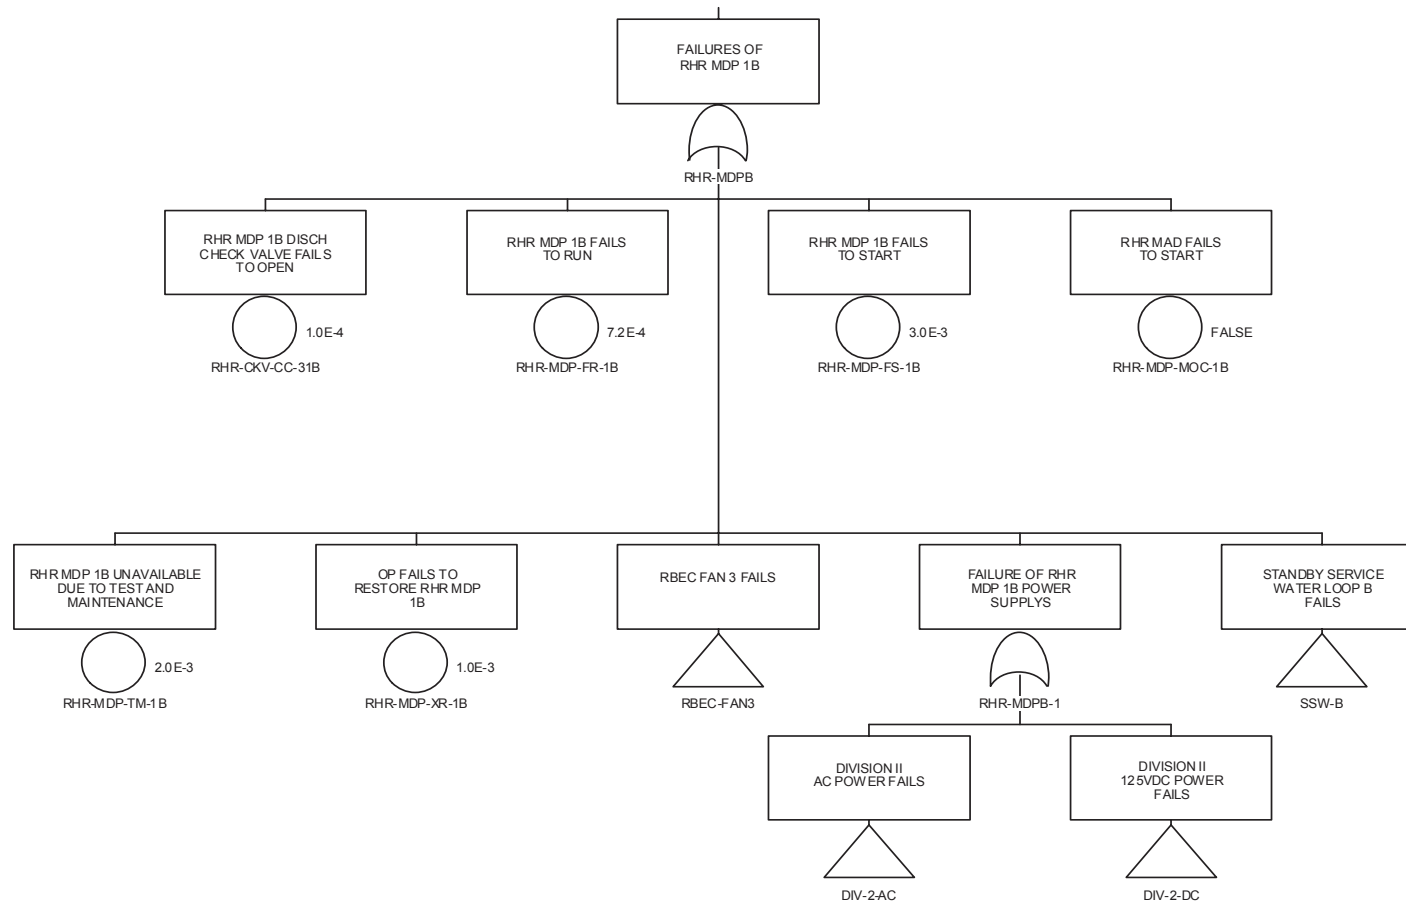 FAILURES OF
RHR MDP 1B
RHR-MDPB
RHR MDP 1B DISCH
CHECK VALVE FAILS
TO OPEN
1.0E-4
RHR-CKV-CC-31B
RHR MDP 1B FAILS
TO RUN
7.2E-4
RHR-MDP-FR-1B
RHR MDP 1B FAILS
TO START
3.0E-3
RHR-MDP-FS-1B
RHR MAD FAILS
TO START
FALSE
RHR-MDP-MOC-1B
RHR MDP 1B UNAVAILABLE
DUE TO TEST AND
MAINTENANCE
2.0E-3
RHR-MDP-TM-1B
OP FAILS TO
RESTORE RHR MDP
1B
1.0E-3
RHR-MDP-XR-1B
RBEC FAN 3 FAILS
RBEC-FAN3
FAILURE OF RHR
MDP 1B POWER
SUPPLYS
RHR-MDPB-1
STANDBY SERVICE
WATER LOOP B
FAILS
SSW-B
DIVISION II
AC POWER FAILS
DIV-2-AC
DIVISION II
125VDC POWER
FAILS
DIV-2-DC